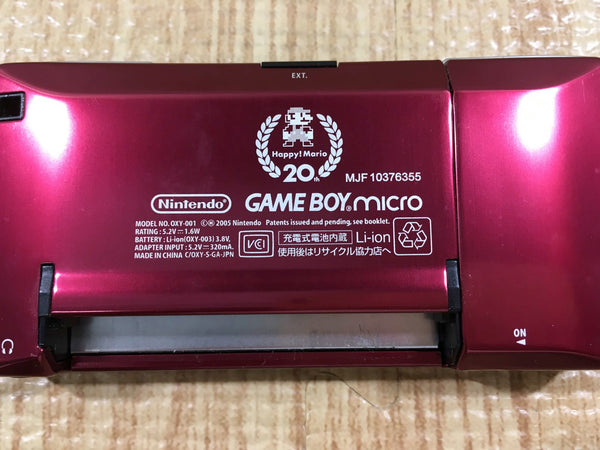 EXT.
Happy! Mario
20th
MJF 10376355
Nintendo GAME BOY micro
MODEL NO. OXY-001 ©Ⓜ 2005 Nintendo Patents issued and pending, see booklet.
RATING : 5.2V⎓1.6W
BATTERY : Li-ion(OXY-003) 3.8V,
ADAPTER INPUT : 5.2V⎓320mA.
MADE IN CHINA C/OXY-S-GA-JPN
VCI
充電式電池内蔵 Li-ion
使用後はリサイクル協力店へ
ON